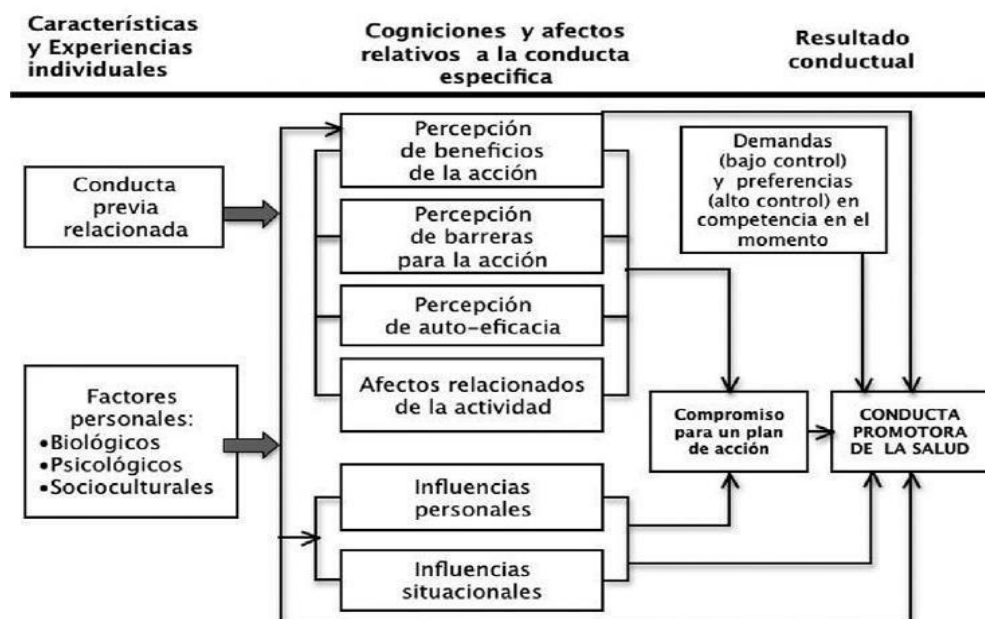 Características
y Experiencias
individuales
Cogniciones y afectos
relativos a la conducta
especifica
Resultado
conductual
Conducta
previa
relacionada
Factores
personales:
•Biológicos
•Psicológicos
•Socioculturales
Percepción
de beneficios
de la acción
Percepción
de barreras
para la acción
Percepción
de auto-eficacia
Afectos relacionados
de la actividad
Influencias
personales
Influencias
situacionales
Demandas
(bajo control)
y preferencias
(alto control) en
competencia en el
momento
Compromiso
para un plan
de acción
CONDUCTA
PROMOTORA
DE LA SALUD